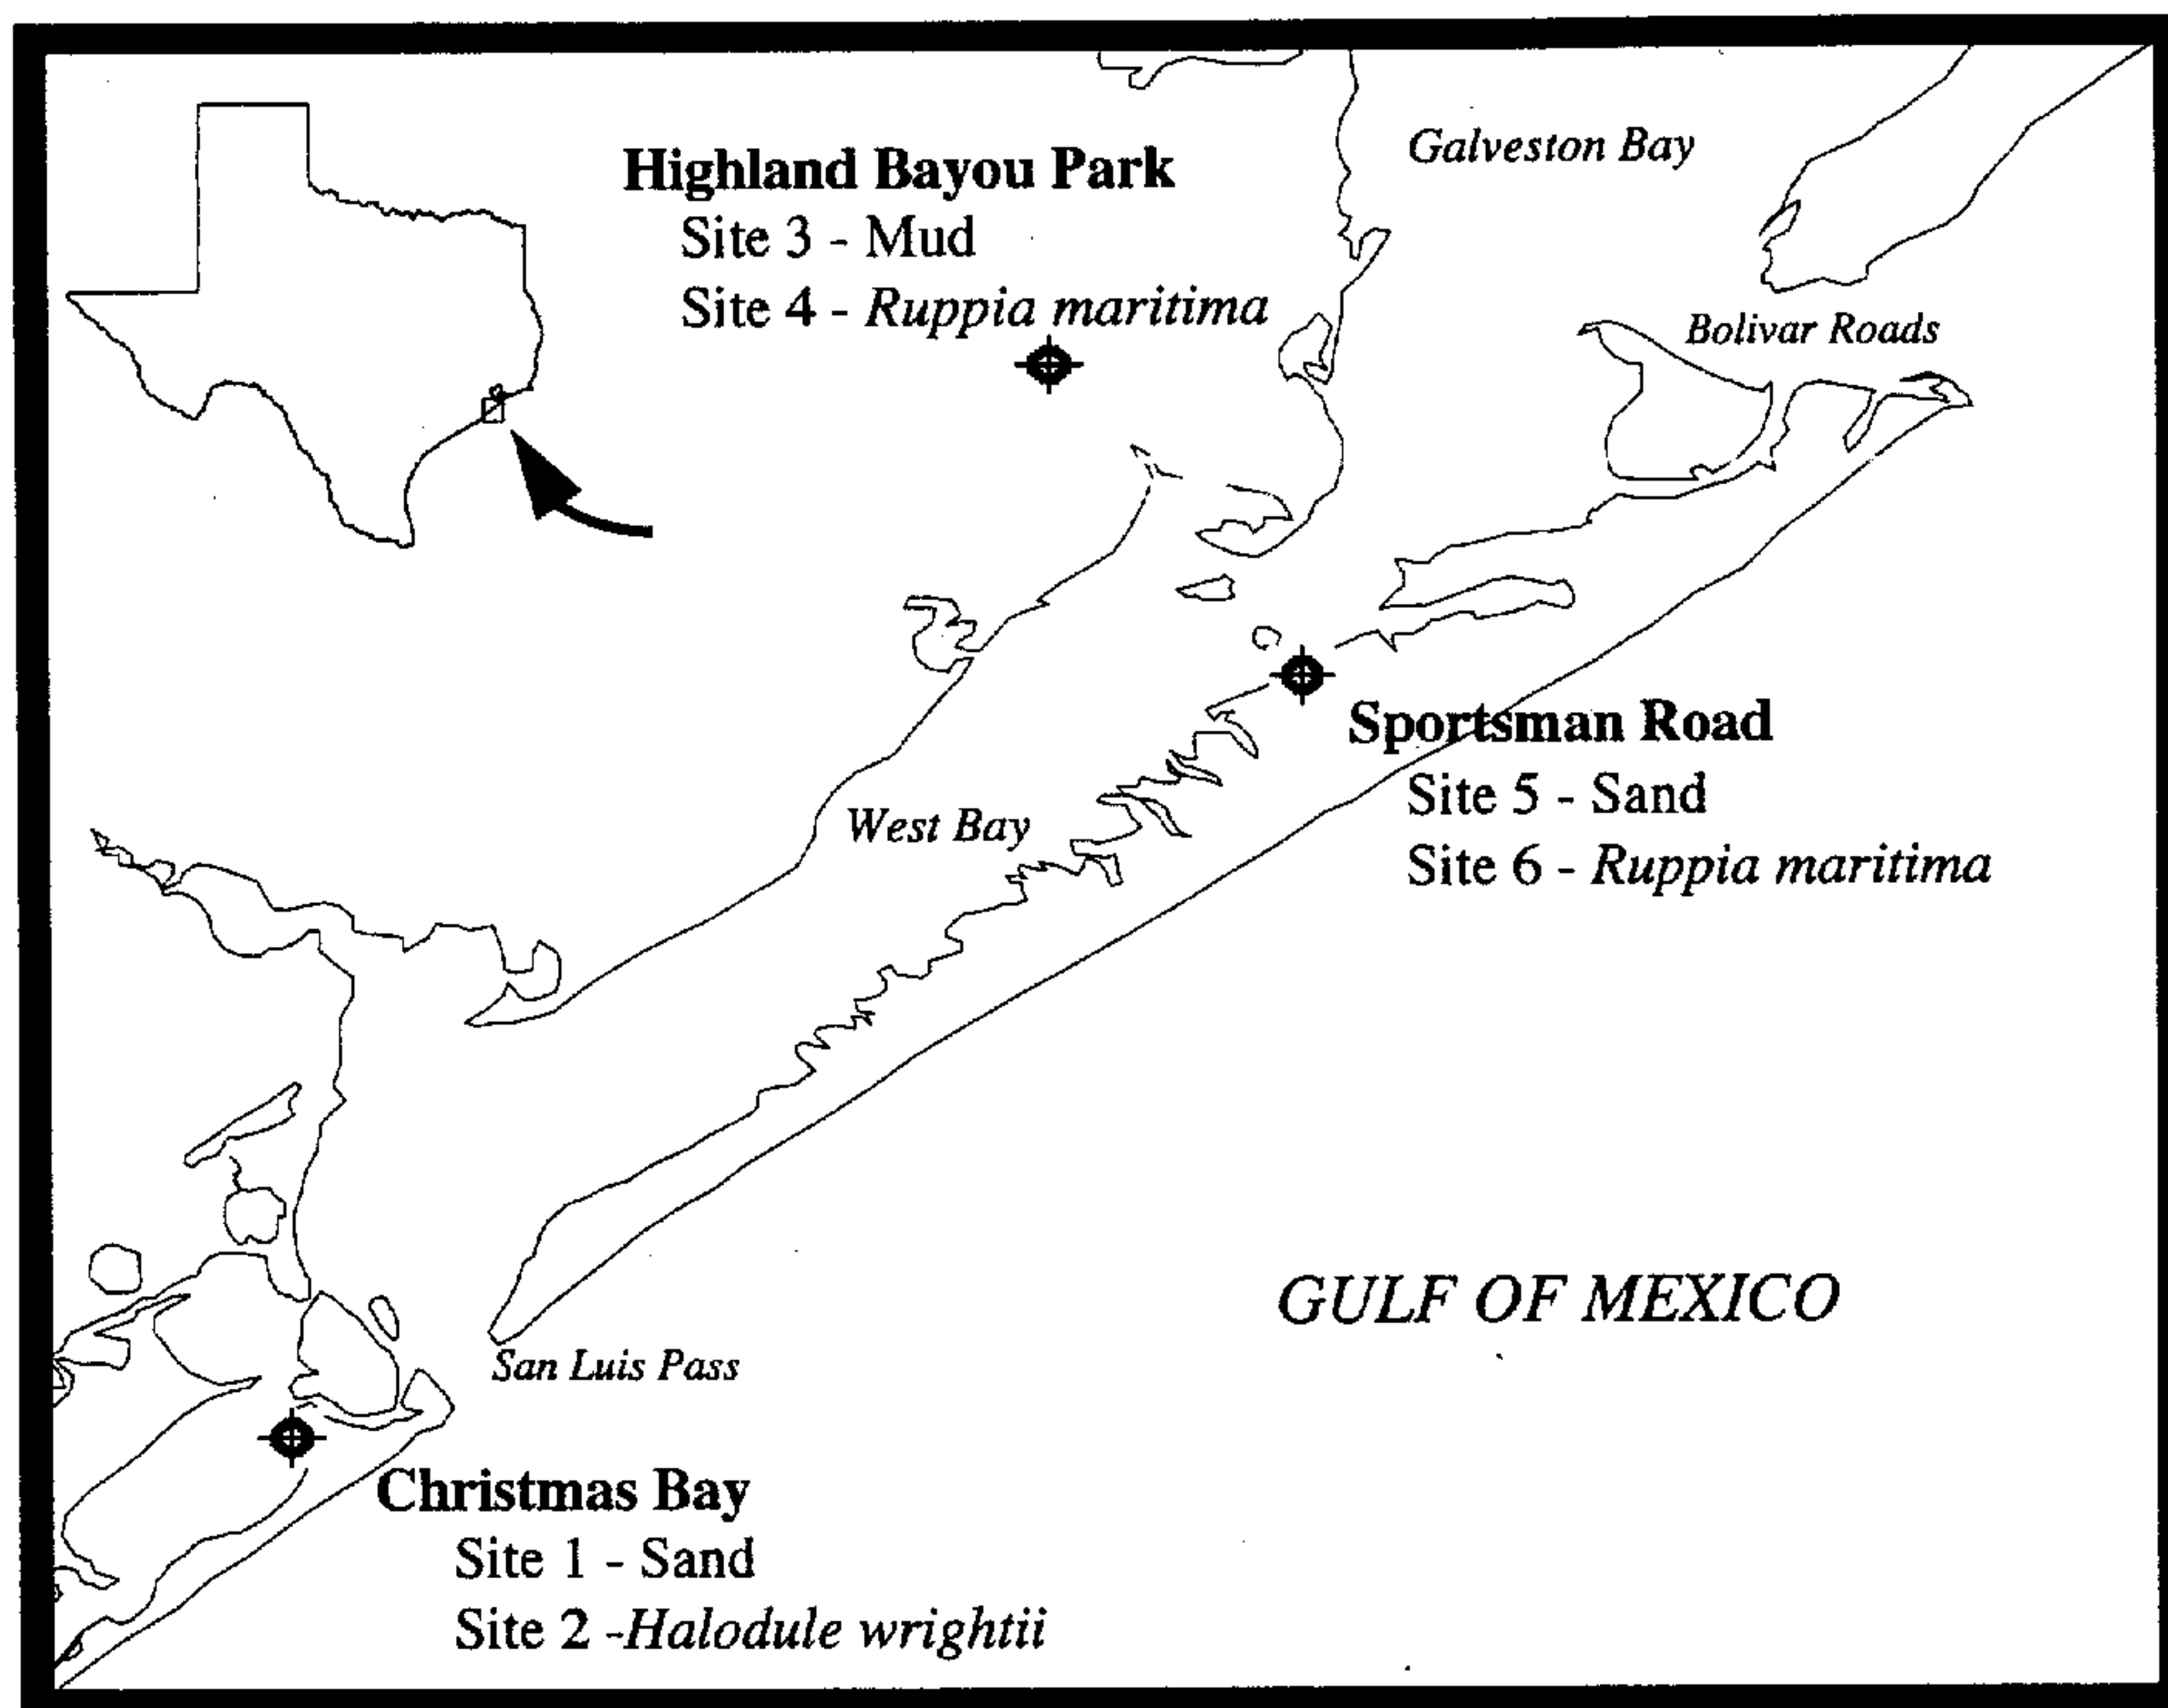 Galveston Bay
Highland Bayou Park
Site 3 - Mud
Site 4 - Ruppia maritima
Bolivar Roads
Sportsman Road
Site 5 - Sand
Site 6 - Ruppia maritima
West Bay
GULF OF MEXICO
San Luis Pass
Christmas Bay
Site 1 - Sand
Site 2 -Halodule wrightii